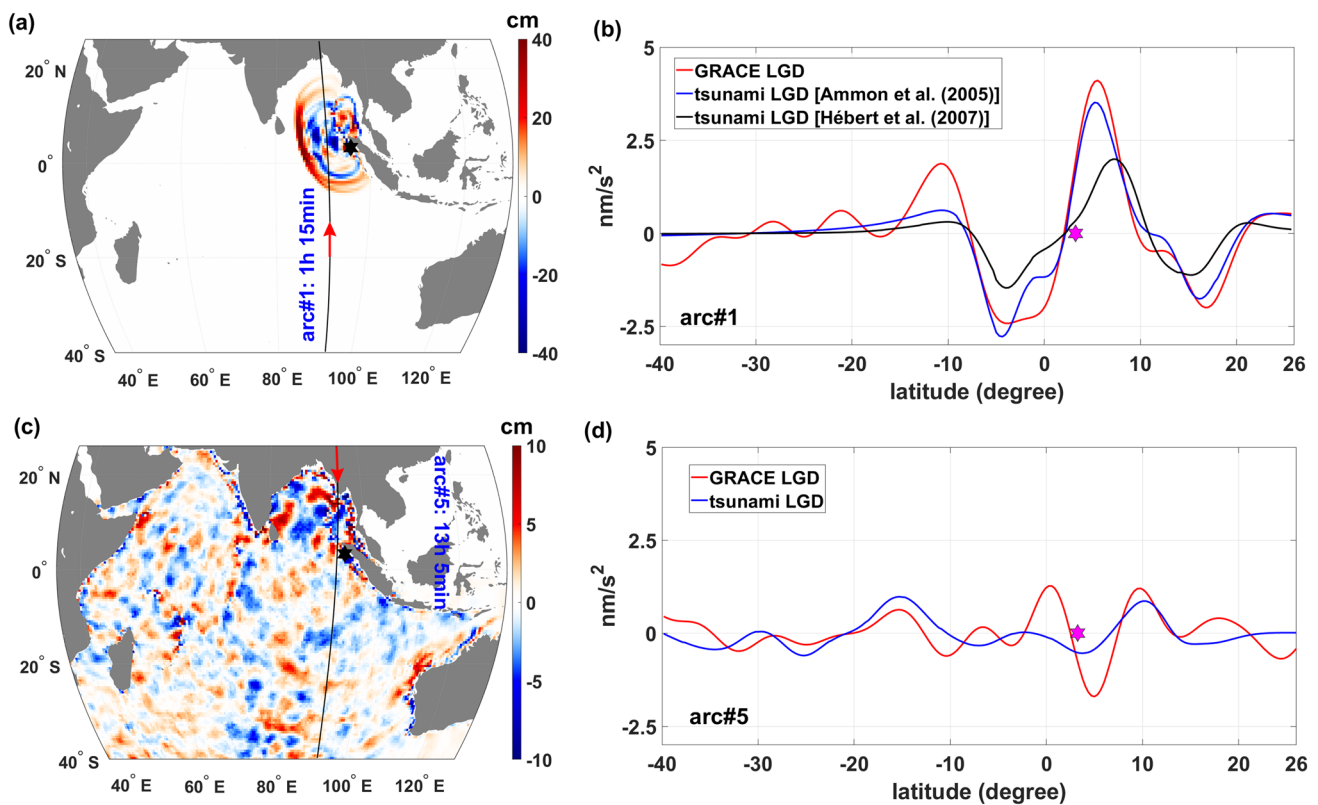 (a)
cm
40
20
0
-20
-40
20° N
0°
20° S
40° S
40° E
60° E
80° E
100° E
120° E
arc#1: 1h 15min
(b)
5
2.5
0
-2.5
nm/s²
GRACE LGD
tsunami LGD [Ammon et al. (2005)]
tsunami LGD [Hébert et al. (2007)]
arc#1
-40
-30
-20
-10
0
10
20
26
latitude (degree)
(c)
cm
10
5
0
-5
-10
20° N
0°
20° S
40° S
40° E
60° E
80° E
100° E
120° E
arc#5: 13h 5min
(d)
5
2.5
0
-2.5
nm/s²
GRACE LGD
tsunami LGD
arc#5
-40
-30
-20
-10
0
10
20
26
latitude (degree)